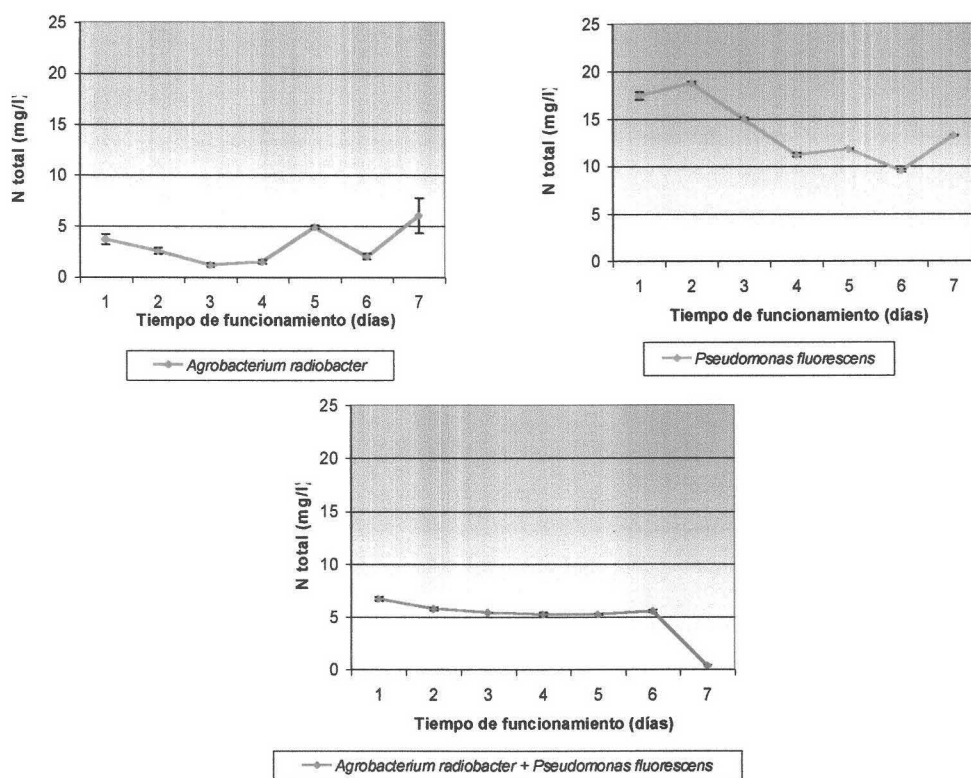 25
20
15
10
5
0
N total (mg/l)
1 2 3 4 5 6 7
Tiempo de funcionamiento (días)
Agrobacterium radiobacter
25
20
15
10
5
0
N total (mg/l)
1 2 3 4 5 6 7
Tiempo de funcionamiento (días)
Pseudomonas fluorescens
25
20
15
10
5
0
N total (mg/l)
1 2 3 4 5 6 7
Tiempo de funcionamiento (días)
Agrobacterium radiobacter + Pseudomonas fluorescens